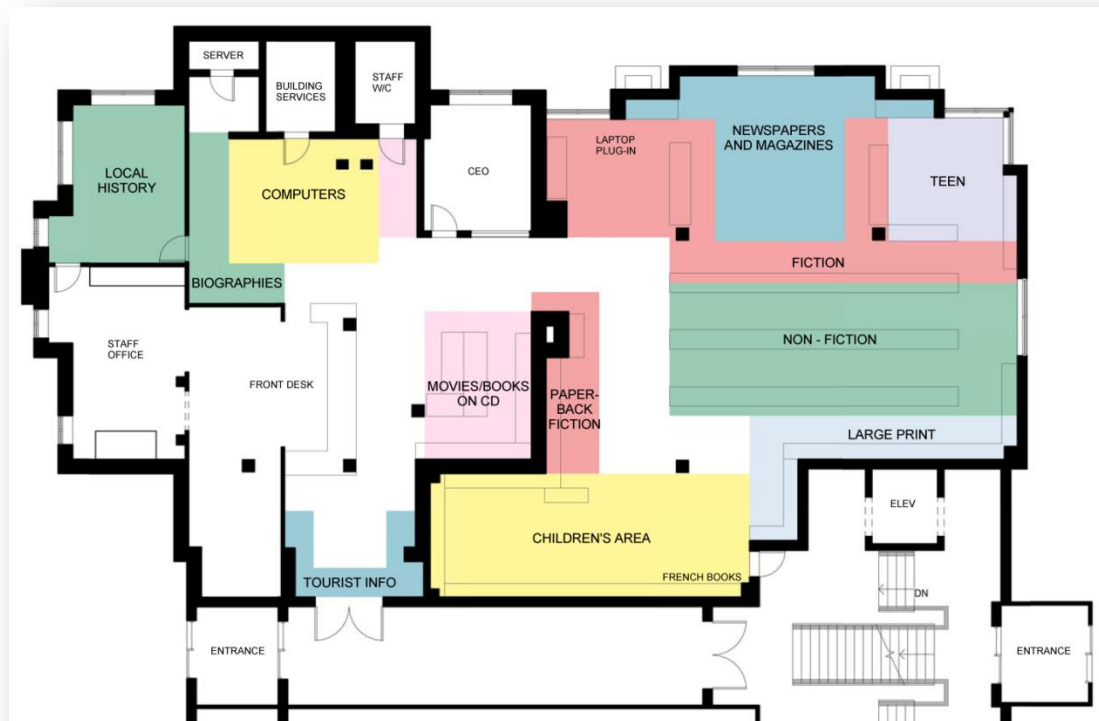 SERVER
BUILDING
SERVICES
STAFF
W/C
LAPTOP
PLUG-IN
NEWSPAPERS
AND MAGAZINES
LOCAL
HISTORY
COMPUTERS
CEO
TEEN
BIOGRAPHIES
FICTION
STAFF
OFFICE
FRONT DESK
MOVIES/BOOKS
ON CD
PAPER-
BACK
FICTION
NON - FICTION
LARGE PRINT
ELEV
CHILDREN'S AREA
FRENCH BOOKS
TOURIST INFO
DN
ENTRANCE
ENTRANCE